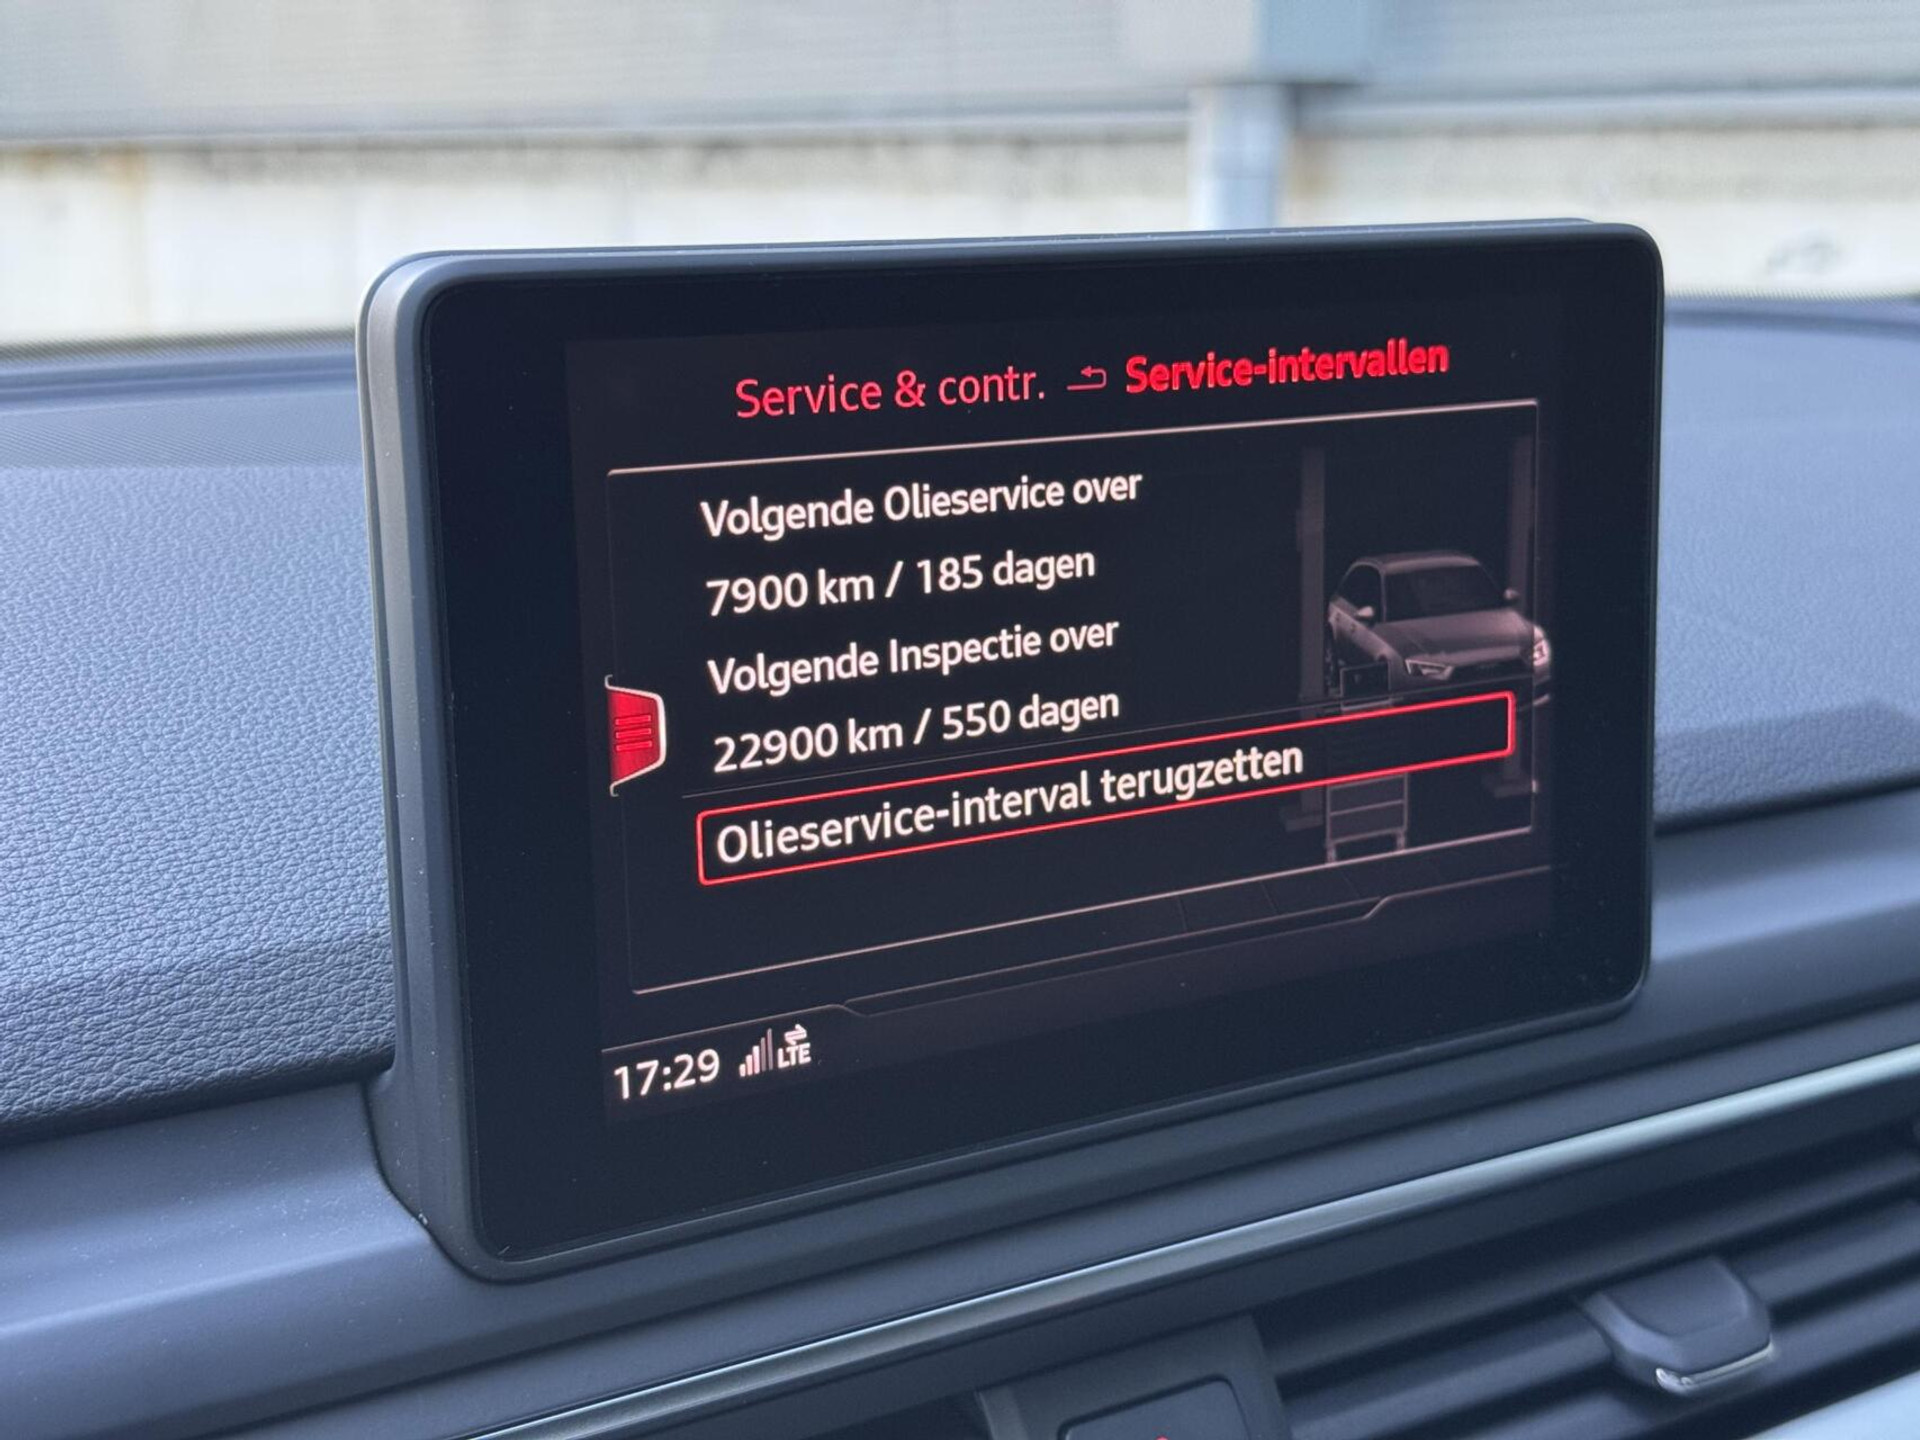 Service & contr. Service-intervallen
Volgende Olieservice over
7900 km / 185 dagen
Volgende Inspectie over
22900 km / 550 dagen
Olieservice-interval terugzetten
17:29 LTE